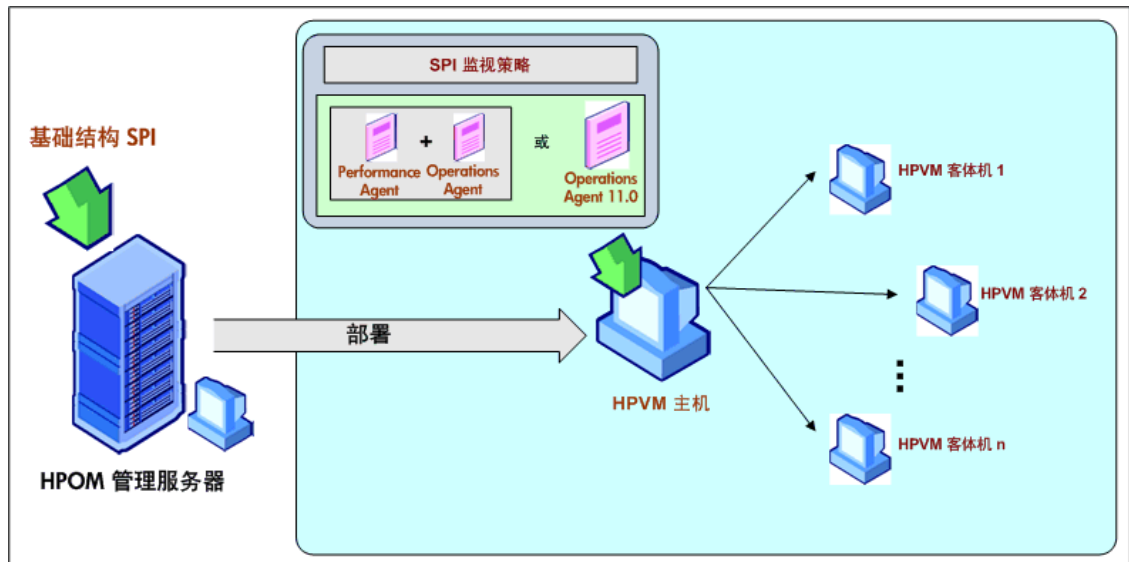 SPI 监视策略
基础结构 SPI
+
或
Performance
Agent
Operations
Agent
Operations
Agent 11.0
HPVM 客体机 1
HPVM 客体机 2
部署
HPVM 主机
HPVM 客体机 n
HPOM 管理服务器